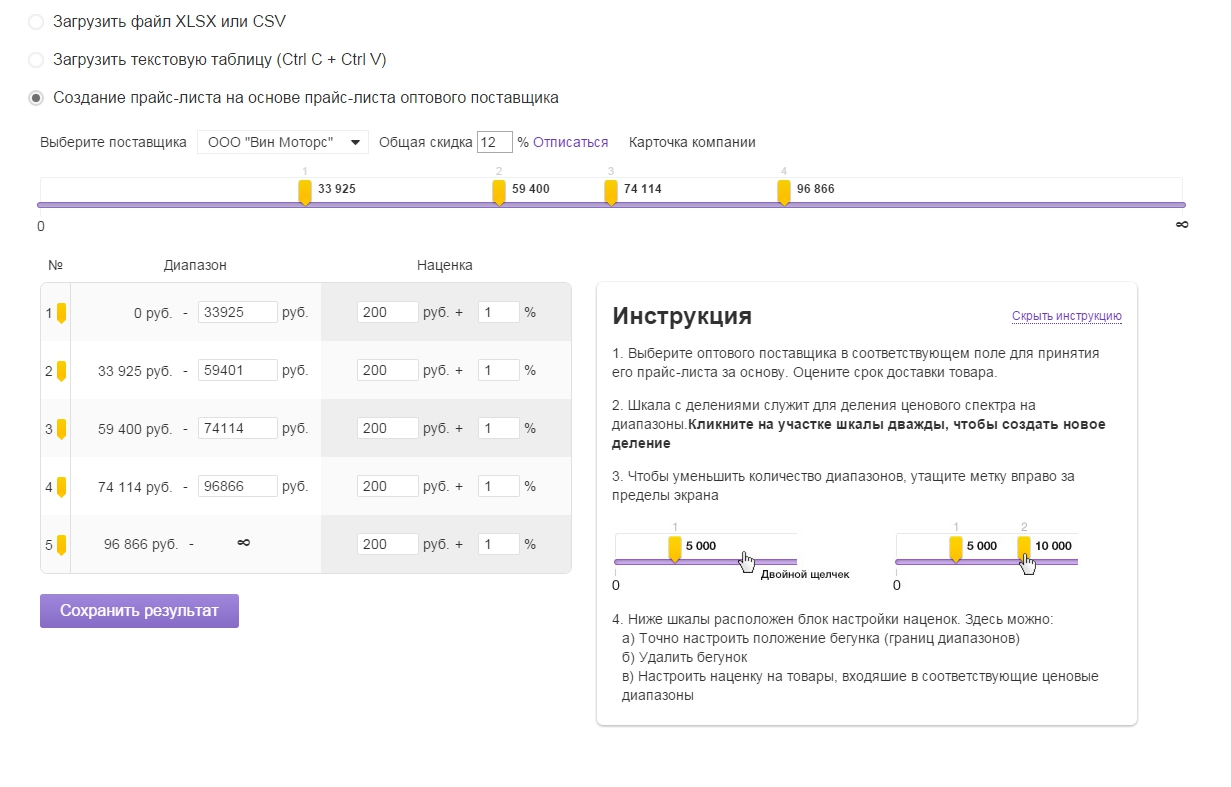 Загрузить файл XLSX или CSV
Загрузить текстовую таблицу (Ctrl C + Ctrl V)
Создание прайс-листа на основе прайс-листа оптового поставщика
Выберите поставщика ООО "Вин Моторс" Общая скидка 12 % Отписаться Карточка компании
1 2 3 4
33 925 59 400 74 114 96 866
0 ∞
№ Диапазон Наценка
1 0 руб. - 33925 руб. 200 руб. + 1 %
2 33 925 руб. - 59401 руб. 200 руб. + 1 %
3 59 400 руб. - 74114 руб. 200 руб. + 1 %
4 74 114 руб. - 96866 руб. 200 руб. + 1 %
5 96 866 руб. - ∞ 200 руб. + 1 %
Сохранить результат
Инструкция Скрыть инструкцию
1. Выберите оптового поставщика в соответствующем поле для принятия
его прайс-листа за основу. Оцените срок доставки товара.
2. Шкала с делениями служит для деления ценового спектра на
диапазоны.Кликните на участке шкалы дважды, чтобы создать новое
деление
3. Чтобы уменьшить количество диапазонов, утащите метку вправо за
пределы экрана
1 1 2
5 000 5 000 10 000
Двойной щелчек
0 0
4. Ниже шкалы расположен блок настройки наценок. Здесь можно:
а) Точно настроить положение бегунка (границ диапазонов)
б) Удалить бегунок
в) Настроить наценку на товары, входяшие в соответствующие ценовые
диапазоны